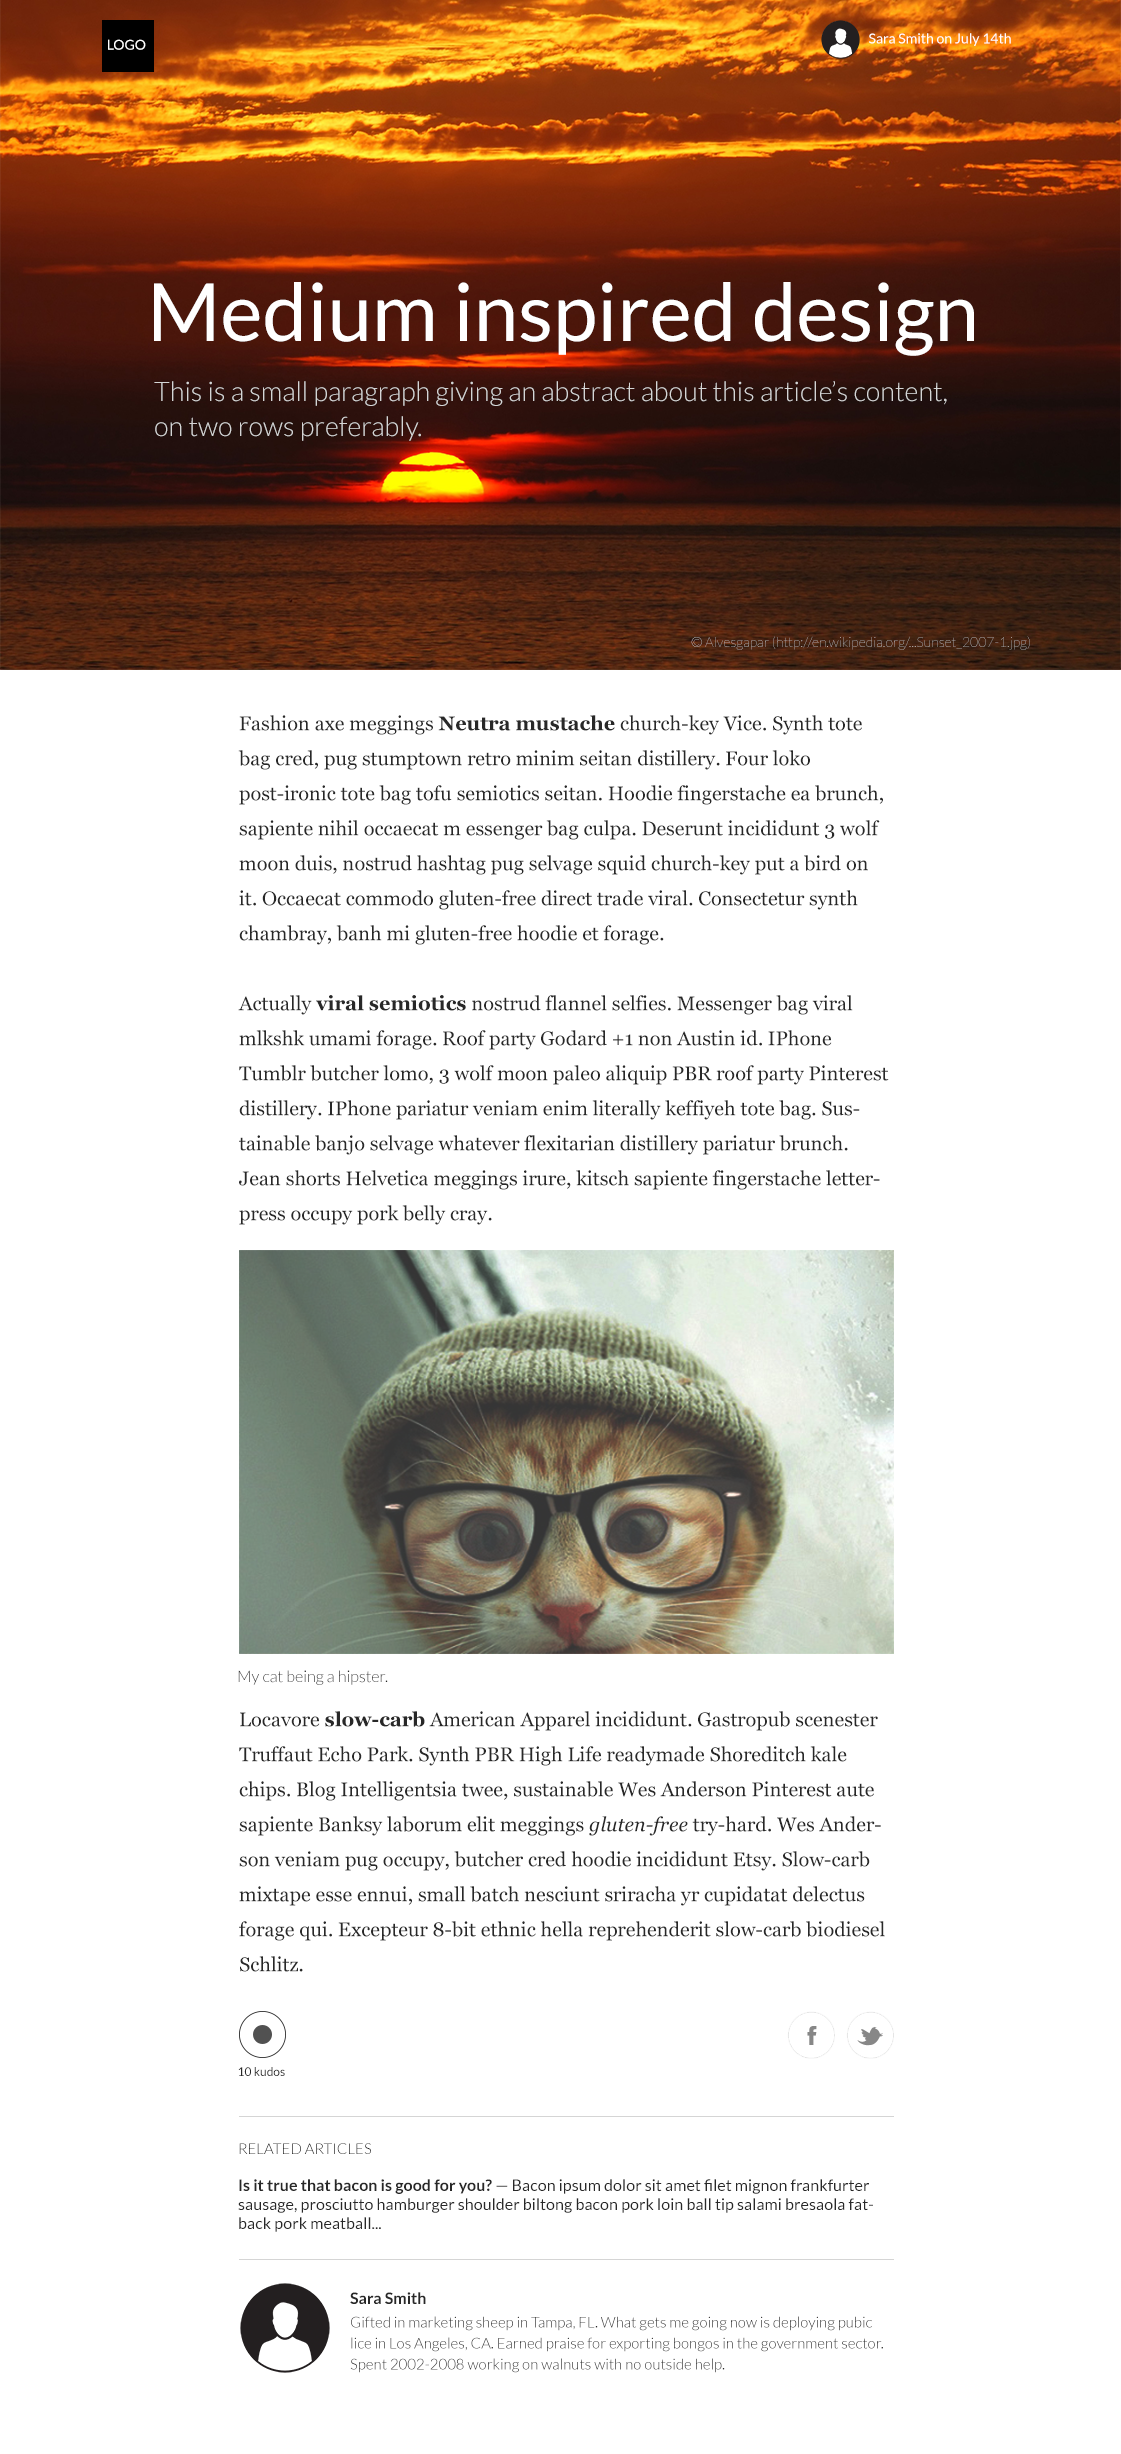 LOGO
Sara Smith on July 14th
Medium inspired design
This is a small paragraph giving an abstract about this article's content,
on two rows preferably.
© Alvesgapar (http://en.wikipedia.org/...Sunset_2007-1.jpg)
Fashion axe meggings Neutra mustache church-key Vice. Synth tote
bag cred, pug stumptown retro minim seitan distillery. Four loko
post-ironic tote bag tofu semiotics seitan. Hoodie fingerstache ea brunch,
sapiente nihil occaecat m essenger bag culpa. Deserunt incididunt 3 wolf
moon duis, nostrud hashtag pug selvage squid church-key put a bird on
it. Occaecat commodo gluten-free direct trade viral. Consectetur synth
chambray, banh mi gluten-free hoodie et forage.
Actually viral semiotics nostrud flannel selfies. Messenger bag viral
mlkshk umami forage. Roof party Godard +1 non Austin id. IPhone
Tumblr butcher lomo, 3 wolf moon paleo aliquip PBR roof party Pinterest
distillery. IPhone pariatur veniam enim literally keffiyeh tote bag. Sus-
tainable banjo selvage whatever flexitarian distillery pariatur brunch.
Jean shorts Helvetica meggings irure, kitsch sapiente fingerstache letter-
press occupy pork belly cray.
My cat being a hipster.
Locavore slow-carb American Apparel incididunt. Gastropub scenester
Truffaut Echo Park. Synth PBR High Life readymade Shoreditch kale
chips. Blog Intelligentsia twee, sustainable Wes Anderson Pinterest aute
sapiente Banksy laborum elit meggings gluten-free try-hard. Wes Ander-
son veniam pug occupy, butcher cred hoodie incididunt Etsy. Slow-carb
mixtape esse ennui, small batch nesciunt sriracha yr cupidatat delectus
forage qui. Excepteur 8-bit ethnic hella reprehenderit slow-carb biodiesel
Schlitz.
10 kudos
RELATED ARTICLES
Is it true that bacon is good for you? — Bacon ipsum dolor sit amet filet mignon frankfurter
sausage, prosciutto hamburger shoulder biltong bacon pork loin ball tip salami bresaola fat-
back pork meatball...
Sara Smith
Gifted in marketing sheep in Tampa, FL. What gets me going now is deploying pubic
lice in Los Angeles, CA. Earned praise for exporting bongos in the government sector.
Spent 2002-2008 working on walnuts with no outside help.